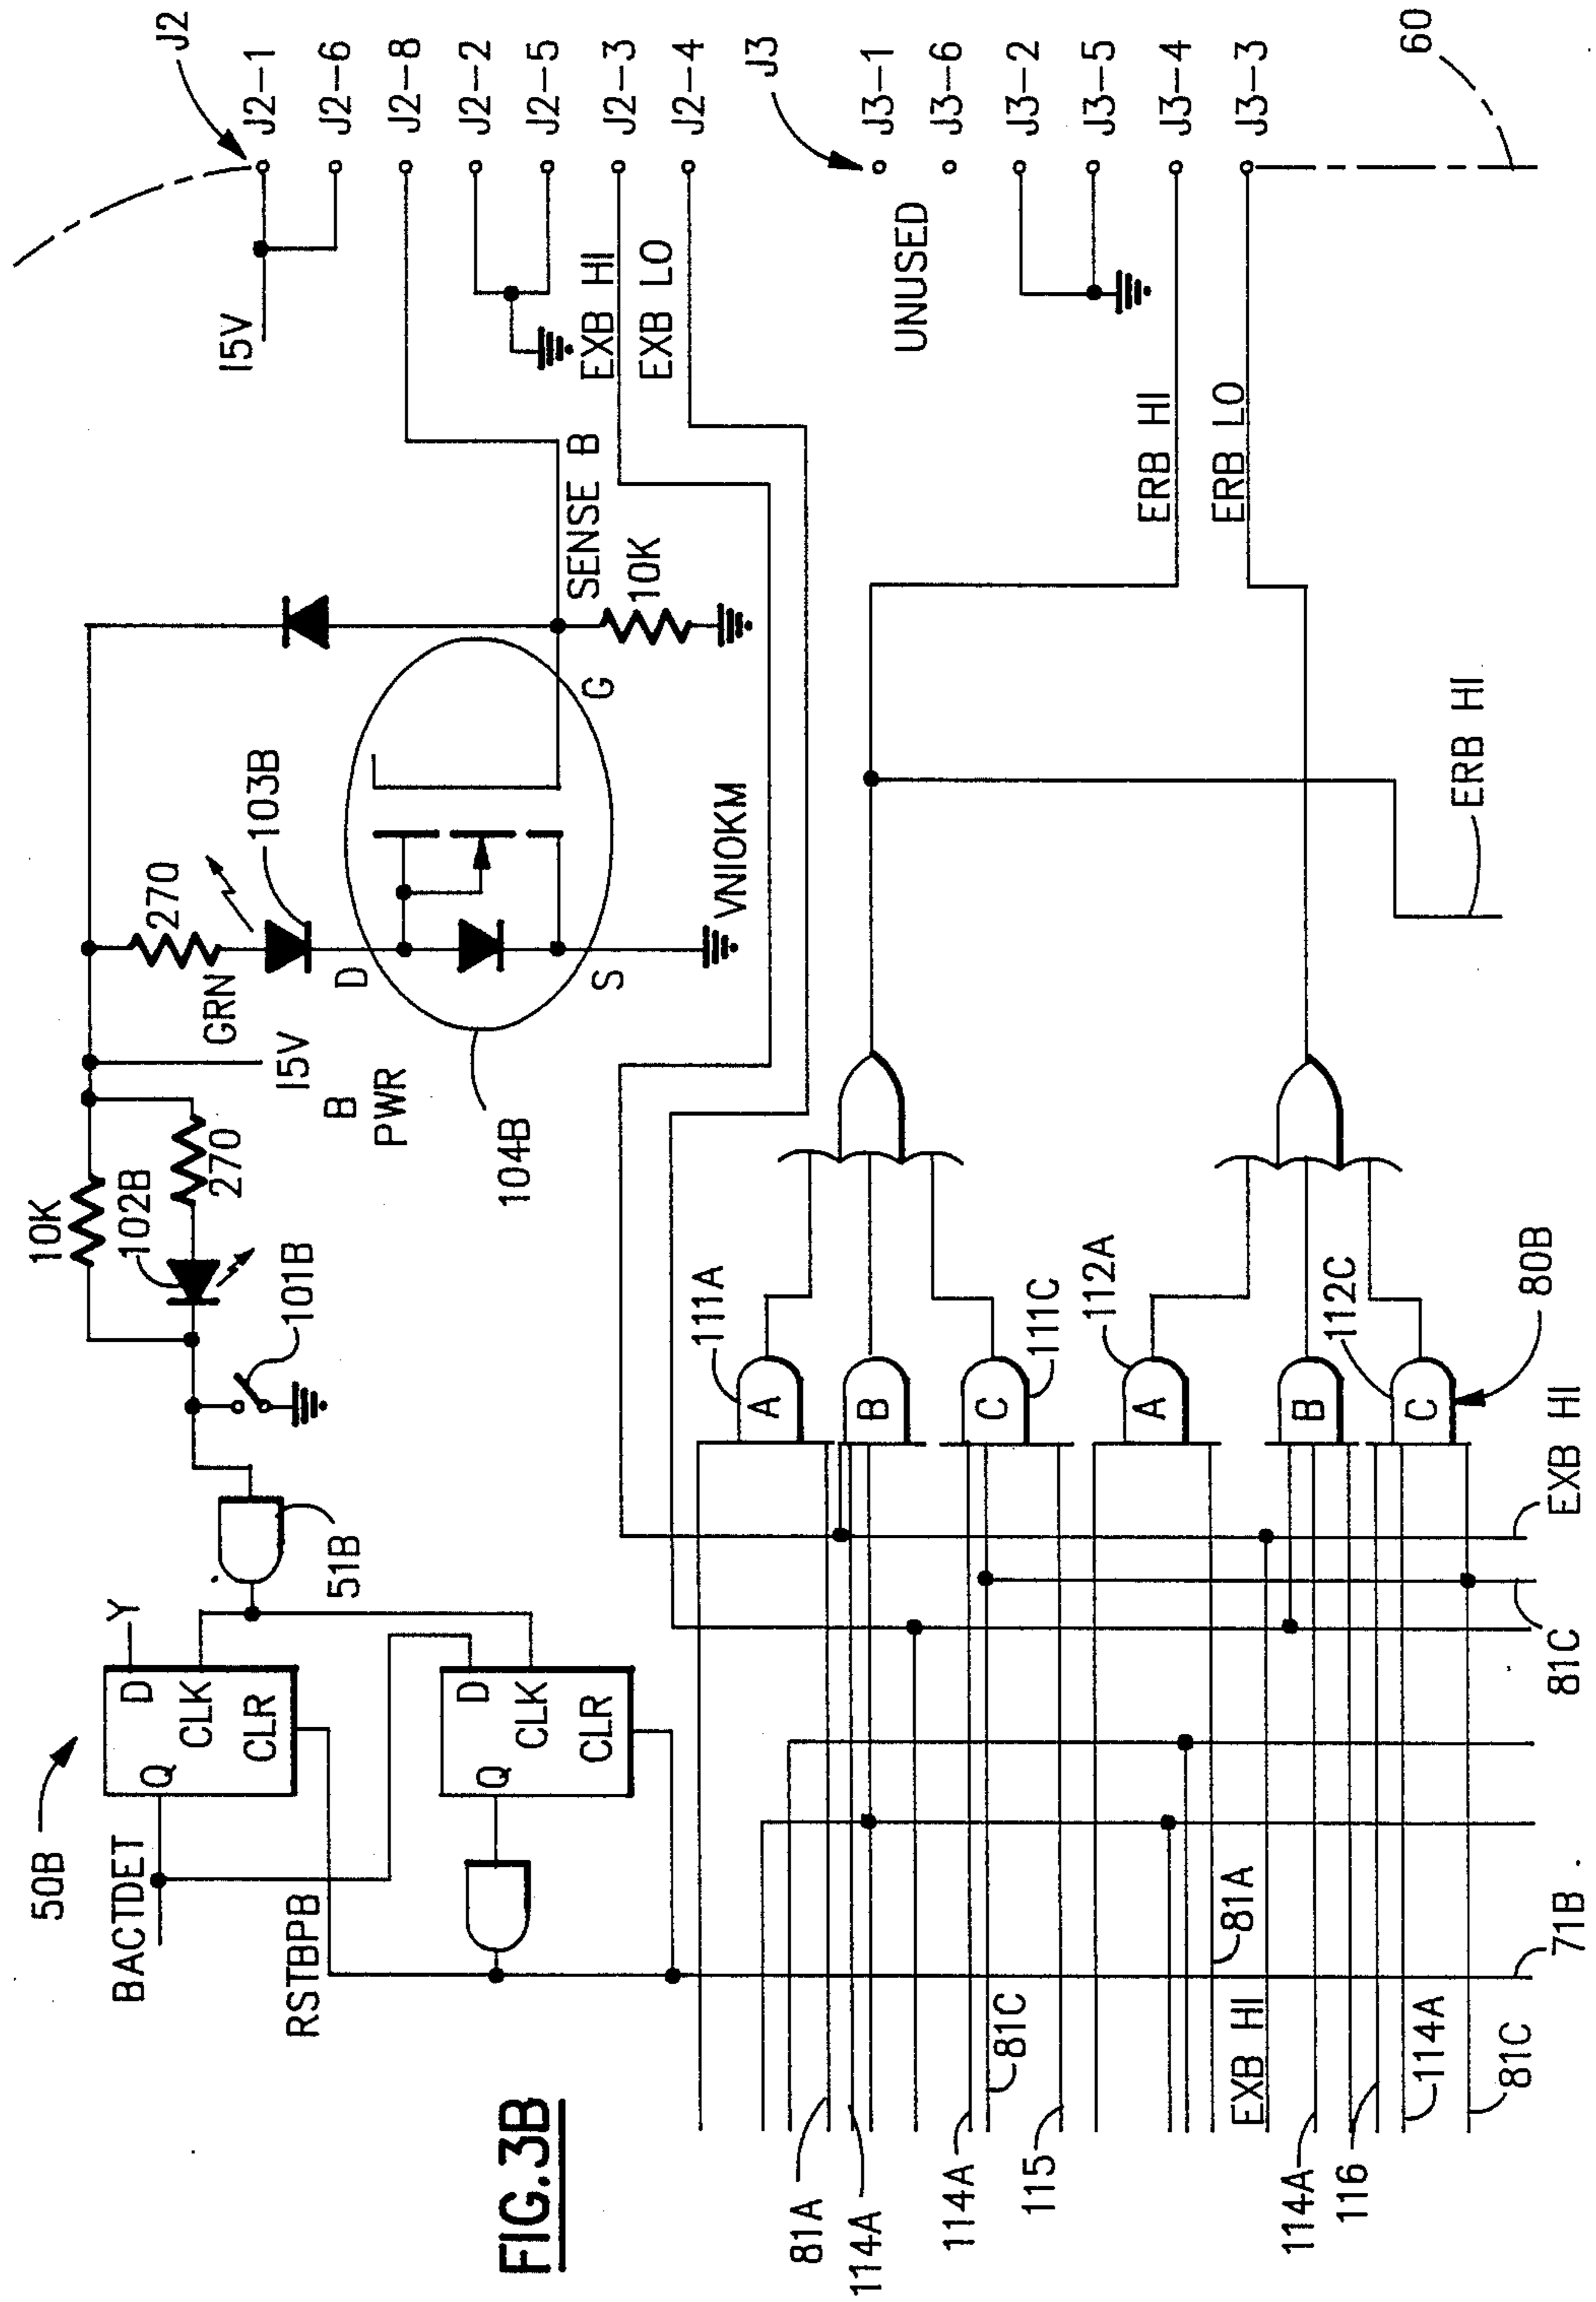 J2
J2-1
J2-6
J2-8
J2-2
J2-5
J2-3
J2-4
J3
J3-1
J3-6
J3-2
J3-5
J3-4
J3-3
60
15V
EXB HI
EXB LO
UNUSED
ERB HI
ERB LO
SENSE B
10K
G
103B
270
GRN
D
S
VN10KM
ERB HI
15V
B
PWR
104B
10K
102B
270
101B
51B
111A
111C
112A
112C
80B
A
B
C
A
B
C
EXB HI
81C
Y
50B
D
CLK
CLR
Q
D
CLK
CLR
Q
BACTDET
RSTBPB
81A
71B
81C
EXB HI
114A
81C
81A
114A
114A
115
114A
116
FIG.3B